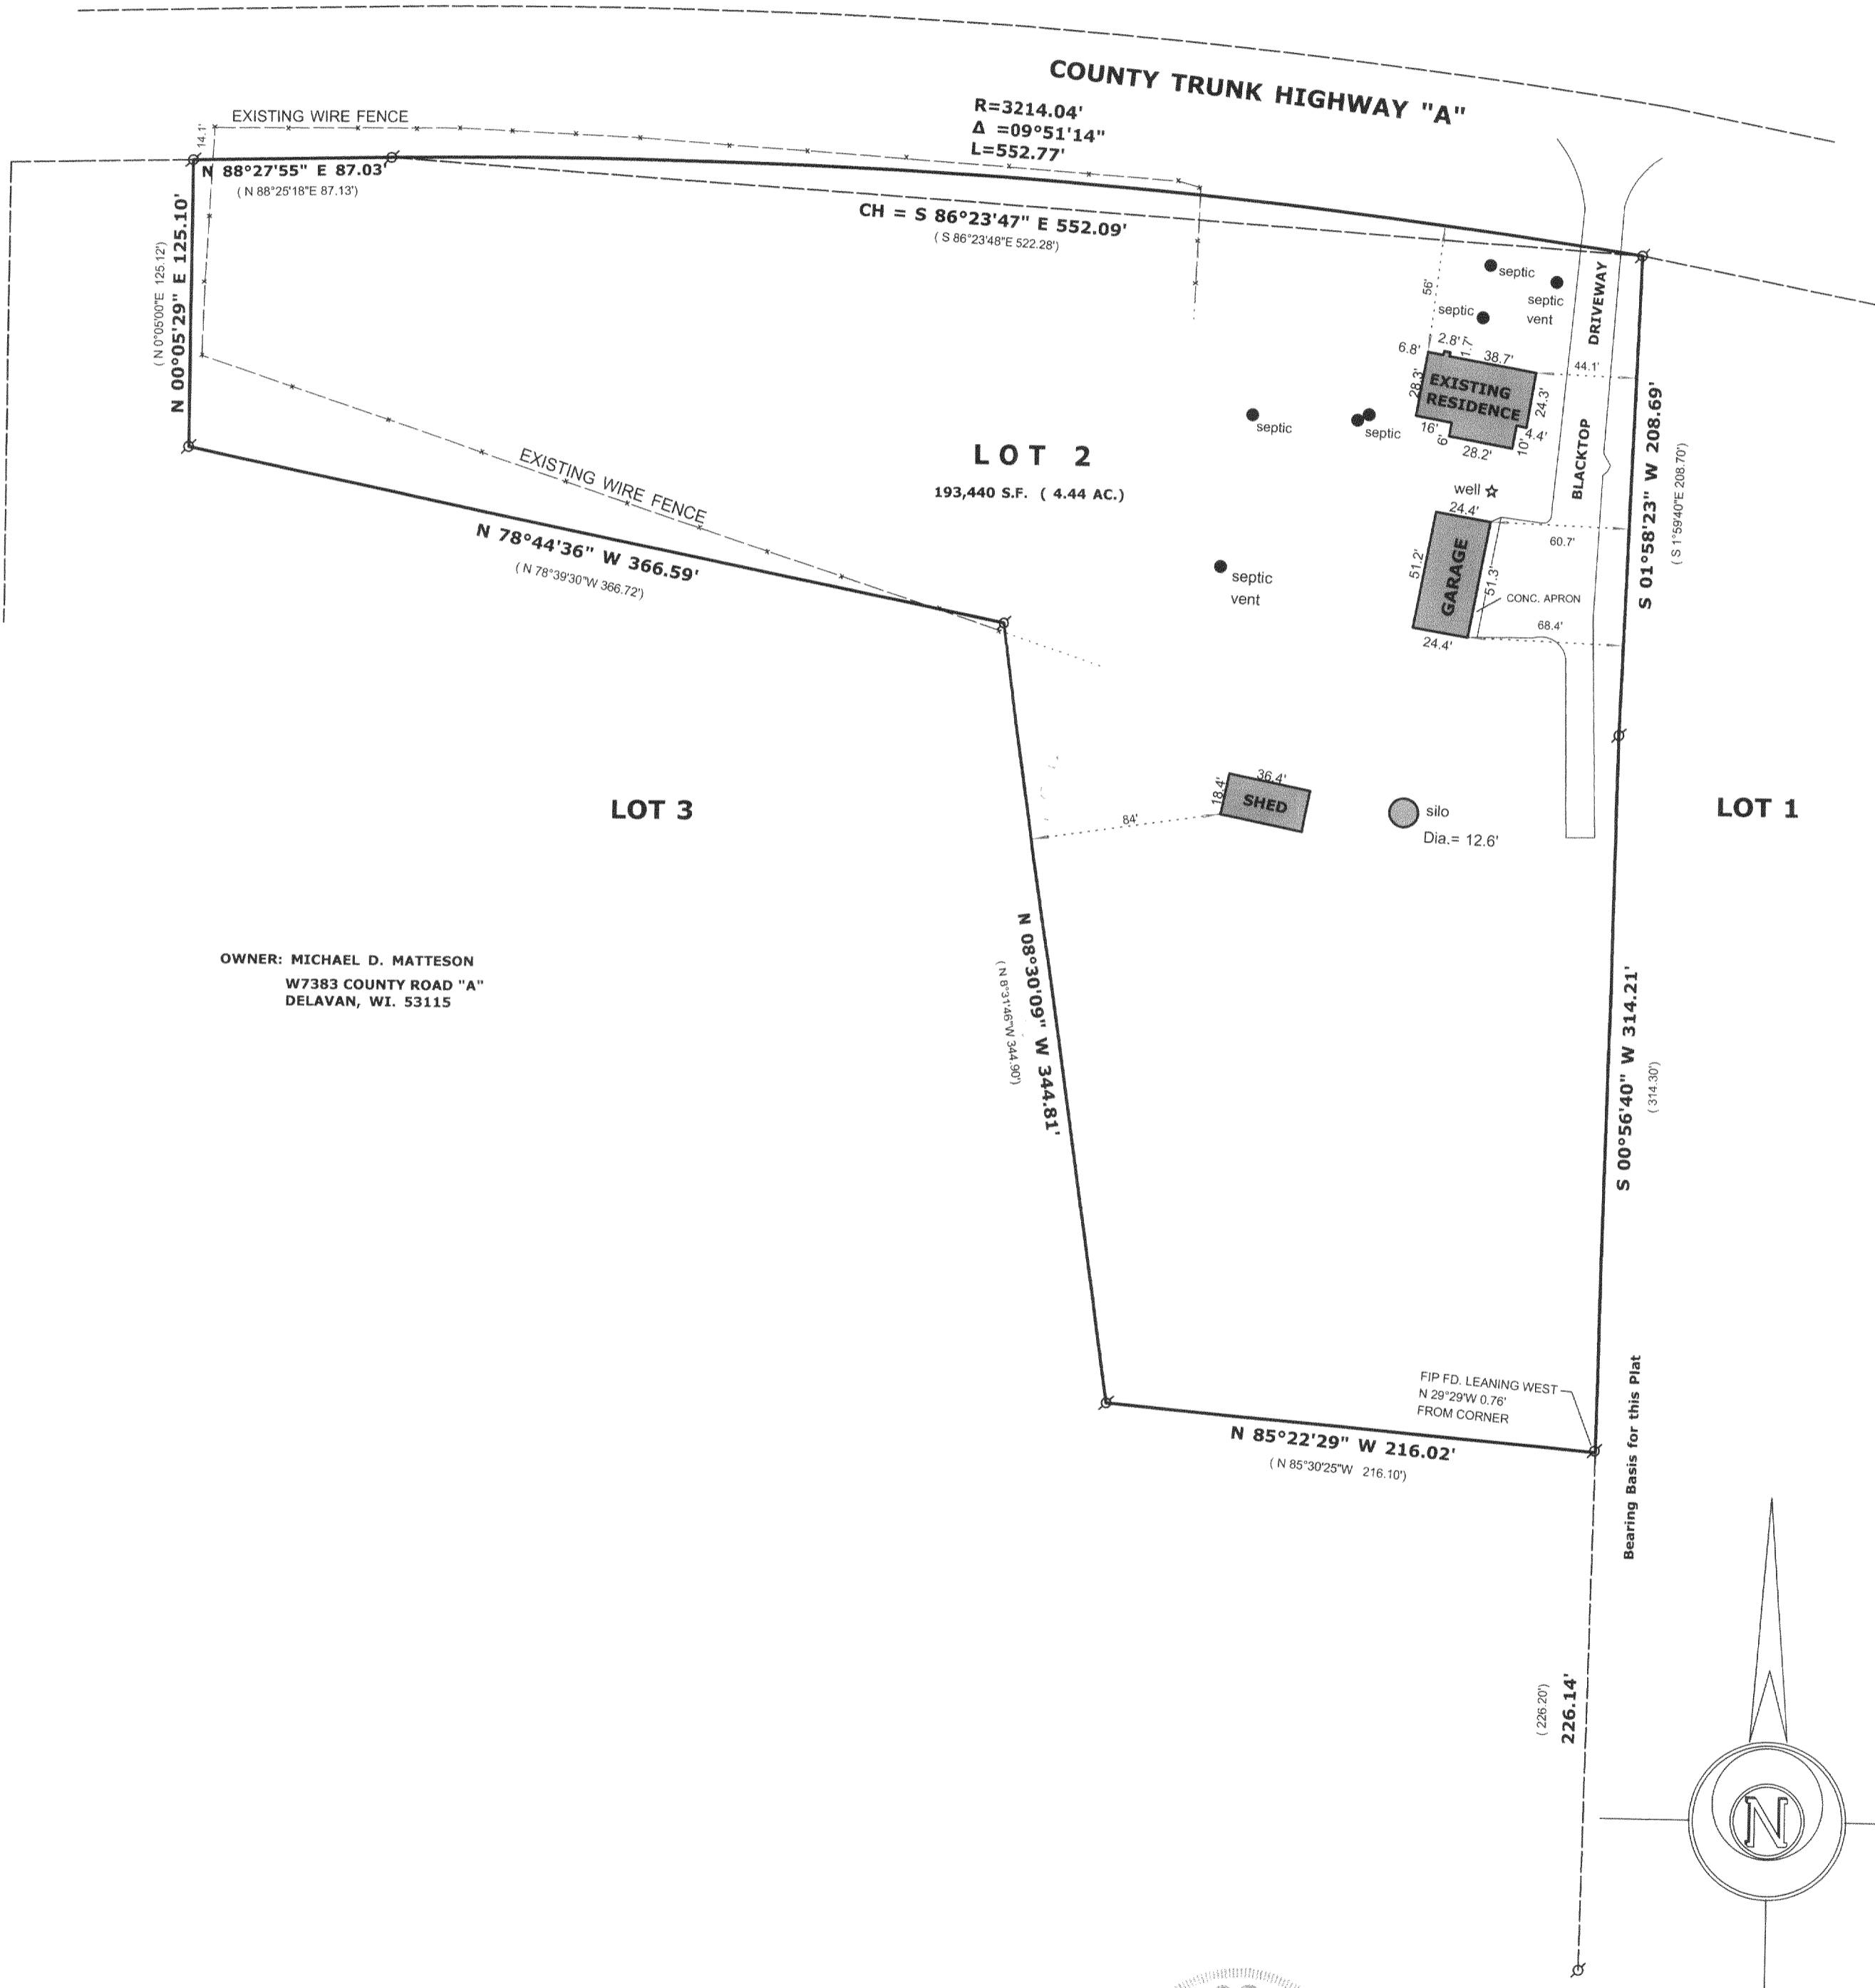 COUNTY TRUNK HIGHWAY "A"
R=3214.04'
Δ =09°51'14"
L=552.77'
EXISTING WIRE FENCE
14.1'
N 88°27'55" E 87.03'
( N 88°25'18"E 87.13')
CH = S 86°23'47" E 552.09'
( S 86°23'48"E 522.28')
( N 0°05'00"E 125.12')
N 00°05'29" E 125.10'
septic
septic
vent
septic
56'
DRIVEWAY
6.8'
2.8'
1.7'
38.7'
44.1'
28.3'
EXISTING
RESIDENCE
24.3'
16'
6'
28.2'
10'
4.4'
septic
septic
BLACKTOP
S 01°58'23" W 208.69'
( S 1°59'40"E 208.70')
LOT 2
193,440 S.F. ( 4.44 AC.)
EXISTING WIRE FENCE
N 78°44'36" W 366.59'
( N 78°39'30"W 366.72')
well
24.4'
60.7'
51.2'
GARAGE
51.3'
CONC. APRON
68.4'
24.4'
septic
vent
36.4'
18.4'
SHED
84'
silo
Dia.= 12.6'
LOT 3
LOT 1
OWNER: MICHAEL D. MATTESON
W7383 COUNTY ROAD "A"
DELAVAN, WI. 53115
N 08°30'09" W 344.81'
( N 8°31'46"W 344.90')
S 00°56'40" W 314.21'
( 314.30')
FIP FD. LEANING WEST
N 29°29'W 0.76'
FROM CORNER
N 85°22'29" W 216.02'
( N 85°30'25"W 216.10')
Bearing Basis for this Plat
( 226.20')
226.14'
N